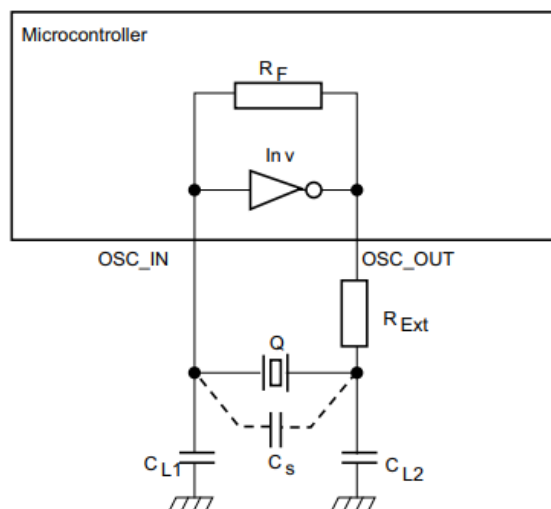 Microcontroller
RF
Inv
OSC_IN
OSC_OUT
RExt
Q
Cs
CL1
CL2